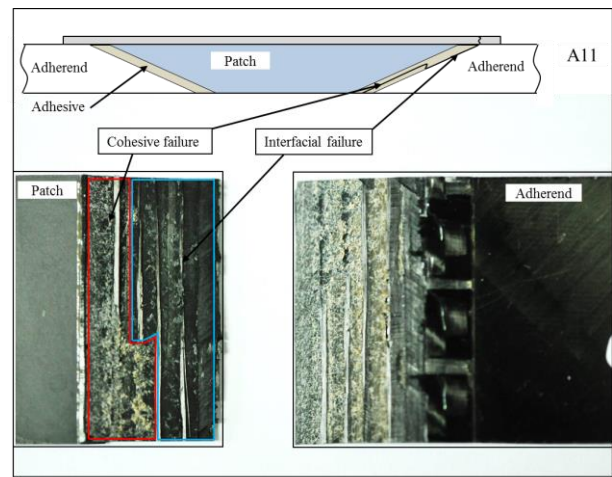 A11
Adherend
Patch
Adherend
Adhesive
Cohesive failure
Interfacial failure
Patch
Adherend